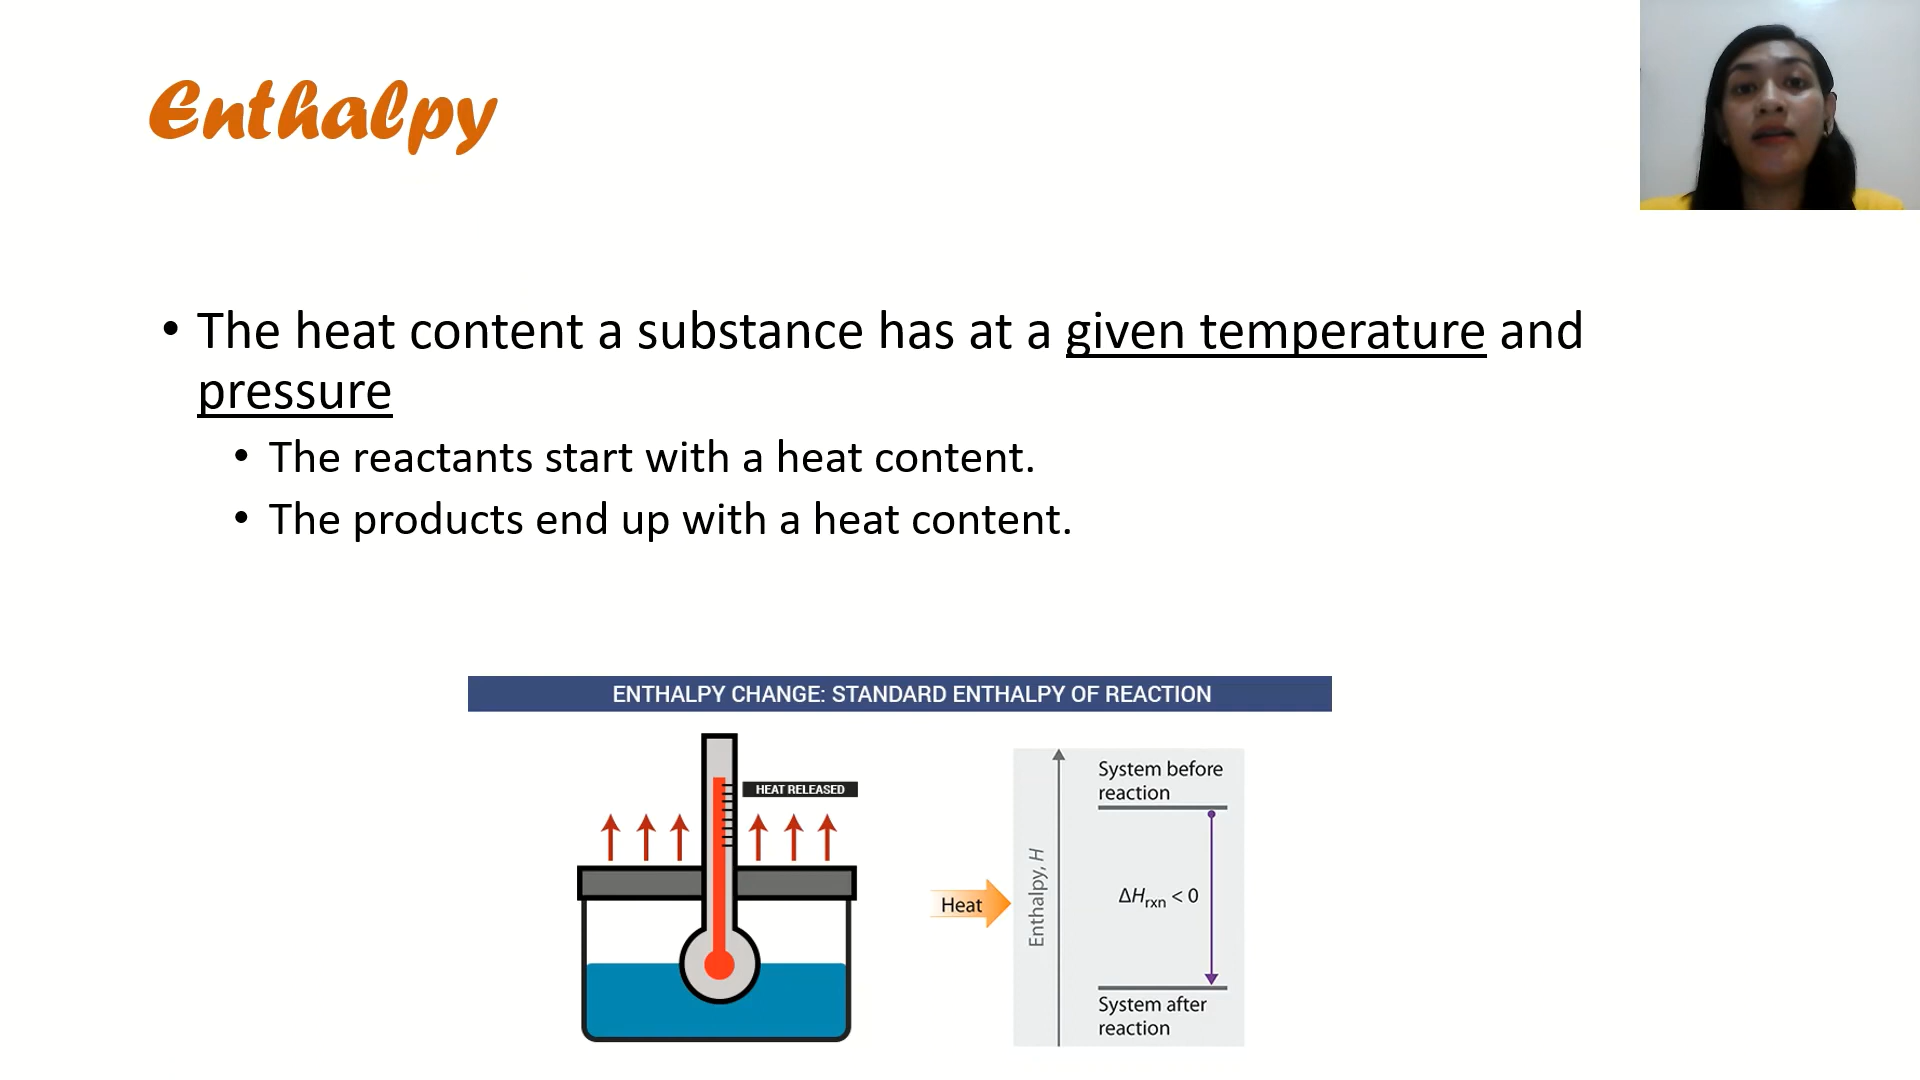 Enthalpy
• The heat content a substance has at a given temperature and
pressure
• The reactants start with a heat content.
• The products end up with a heat content.
ENTHALPY CHANGE: STANDARD ENTHALPY OF REACTION
HEAT RELEASED
Heat
Enthalpy, H
System before
reaction
ΔHrxn < 0
System after
reaction